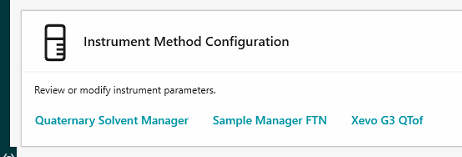 Instrument Method Configuration
Review or modify instrument parameters.
Quaternary Solvent Manager Sample Manager FTN Xevo G3 QTof